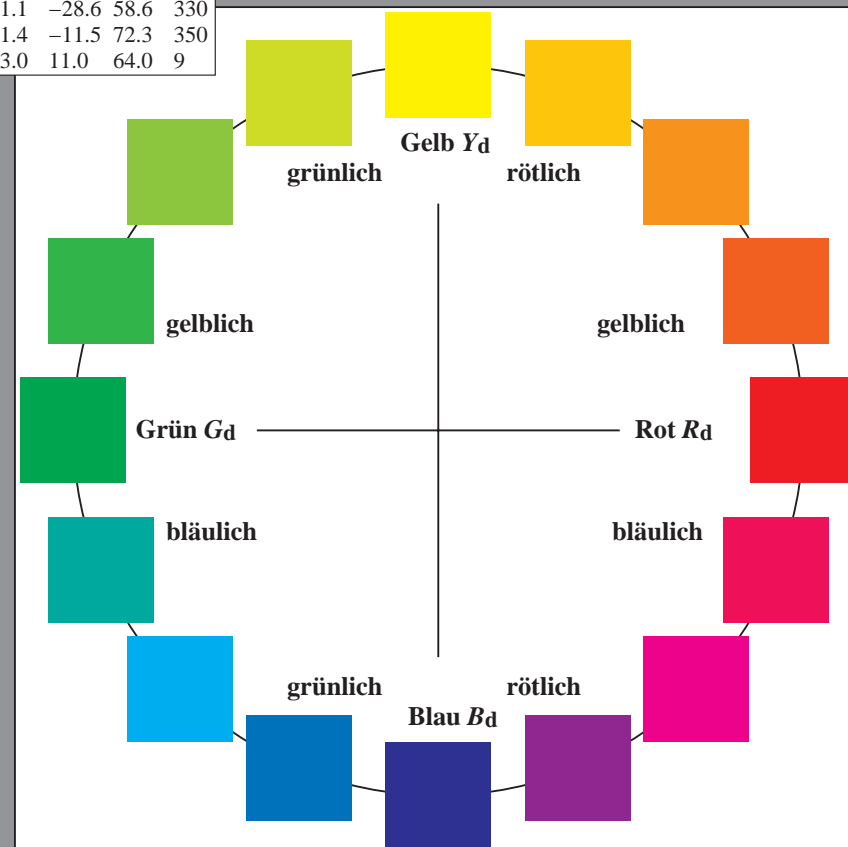 1.1 −28.6 58.6 330
1.4 −11.5 72.3 350
3.0 11.0 64.0 9
Gelb Yd
grünlich rötlich
gelblich gelblich
Grün Gd Rot Rd
bläulich bläulich
grünlich rötlich
Blau Bd